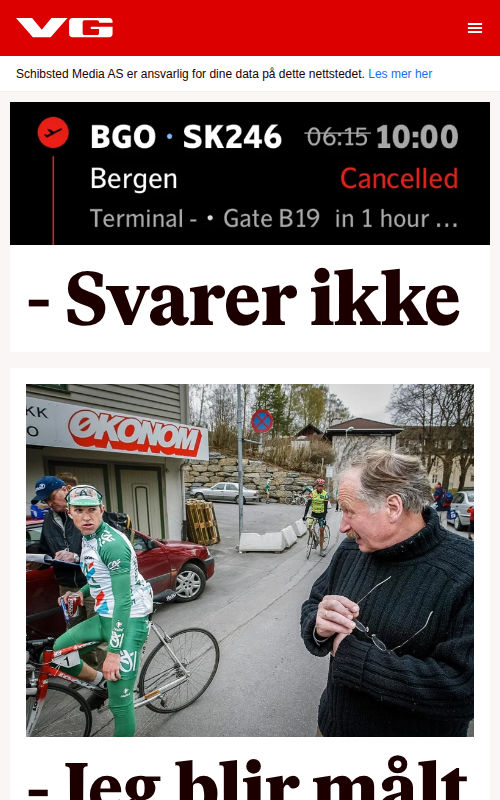 VG
Schibsted Media AS er ansvarlig for dine data på dette nettstedet. Les mer her
BGO • SK246 06:15 10:00
Bergen Cancelled
Terminal - • Gate B19 in 1 hour ...
- Svarer ikke
KK
O
ØKONOM
1
- Jeg blir målt